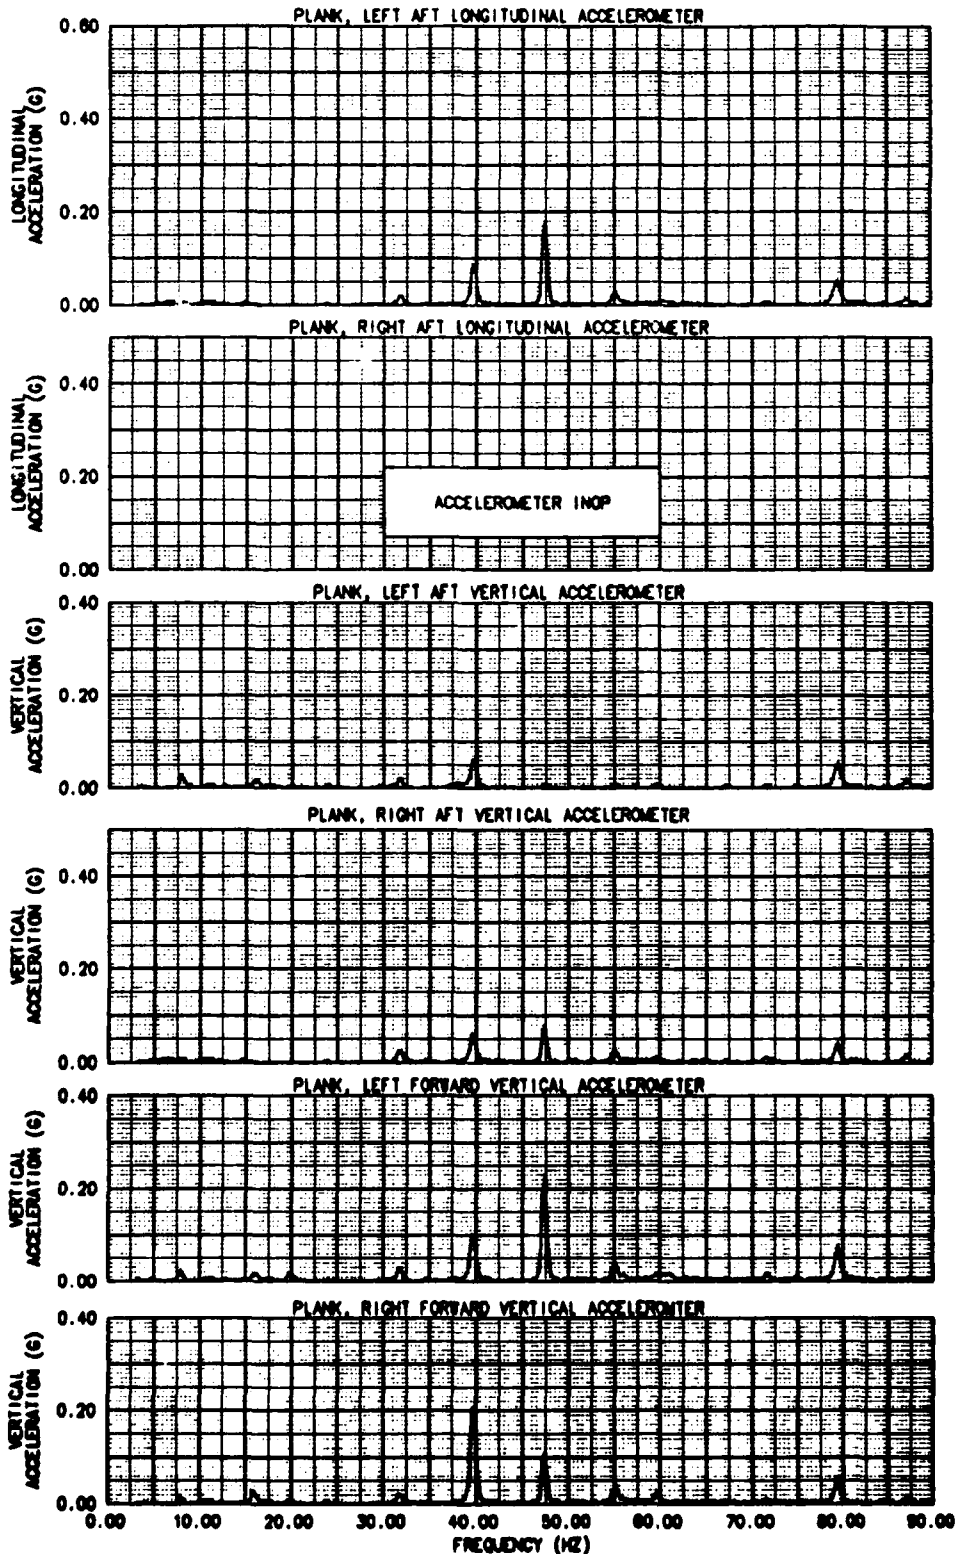 PLANK, LEFT AFT LONGITUDINAL ACCELEROMETER
LONGITUDINAL
ACCELERATION (G)
0.60
0.40
0.20
0.00
PLANK, RIGHT AFT LONGITUDINAL ACCELEROMETER
LONGITUDINAL
ACCELERATION (G)
0.40
0.20
0.00
ACCELEROMETER INOP
PLANK, LEFT AFT VERTICAL ACCELEROMETER
VERTICAL
ACCELERATION (G)
0.40
0.20
0.00
PLANK, RIGHT AFT VERTICAL ACCELEROMETER
VERTICAL
ACCELERATION (G)
0.40
0.20
0.00
PLANK, LEFT FORWARD VERTICAL ACCELEROMETER
VERTICAL
ACCELERATION (G)
0.40
0.20
0.00
PLANK, RIGHT FORWARD VERTICAL ACCELEROMTER
VERTICAL
ACCELERATION (G)
0.40
0.20
0.00
0.00 10.00 20.00 30.00 40.00 50.00 60.00 70.00 80.00 90.00
FREQUENCY (HZ)